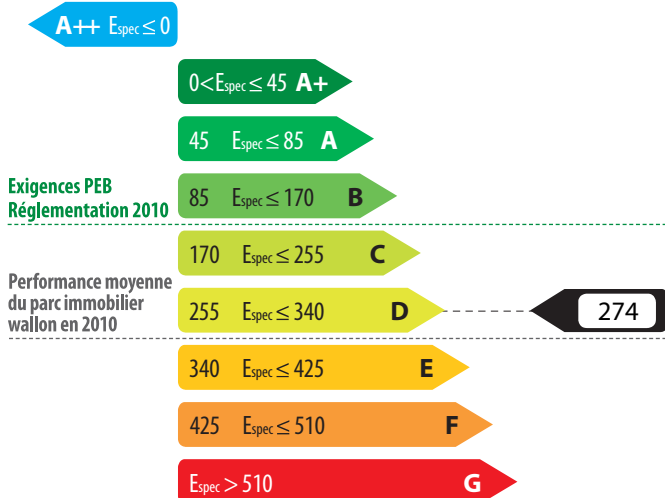 A++ Espec ≤ 0
0<Espec ≤ 45 A+
45 Espec ≤ 85 A
Exigences PEB
Réglementation 2010
85 Espec ≤ 170 B
170 Espec ≤ 255 C
Performance moyenne
du parc immobilier
wallon en 2010
255 Espec ≤ 340 D
274
340 Espec ≤ 425 E
425 Espec ≤ 510 F
Espec > 510 G